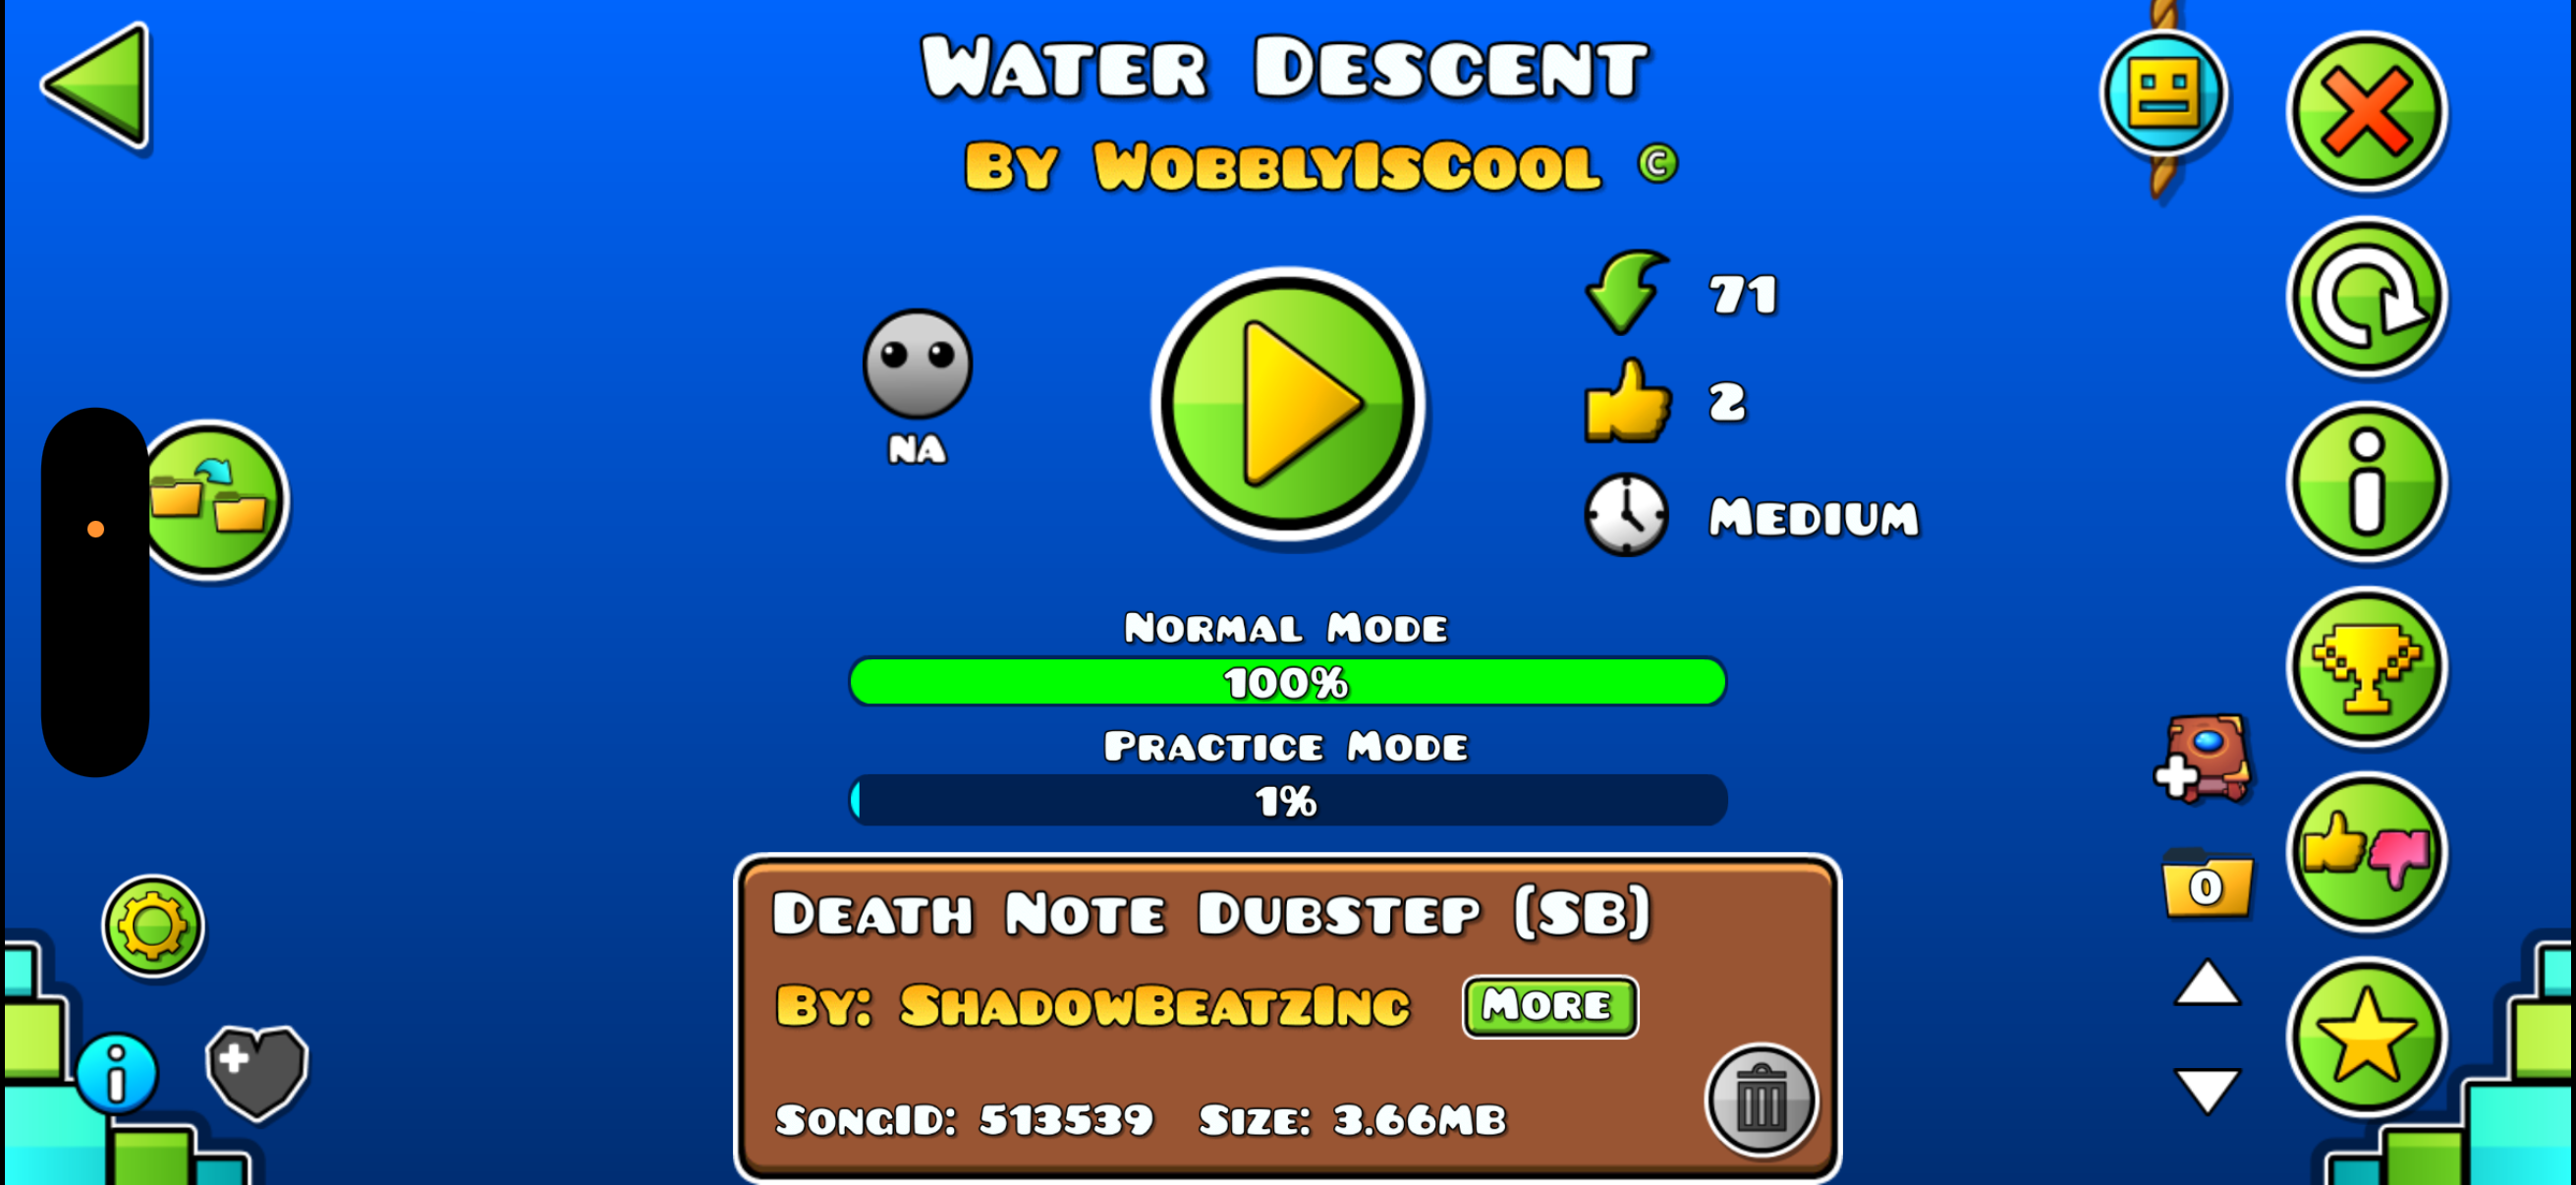 Water Descent
By WobblyIsCool C
71
NA
2
Medium
Normal Mode
100%
Practice Mode
1%
0
Death Note Dubstep (SB)
By: ShadowBeatzInc More
SongID: 513539 Size: 3.66MB